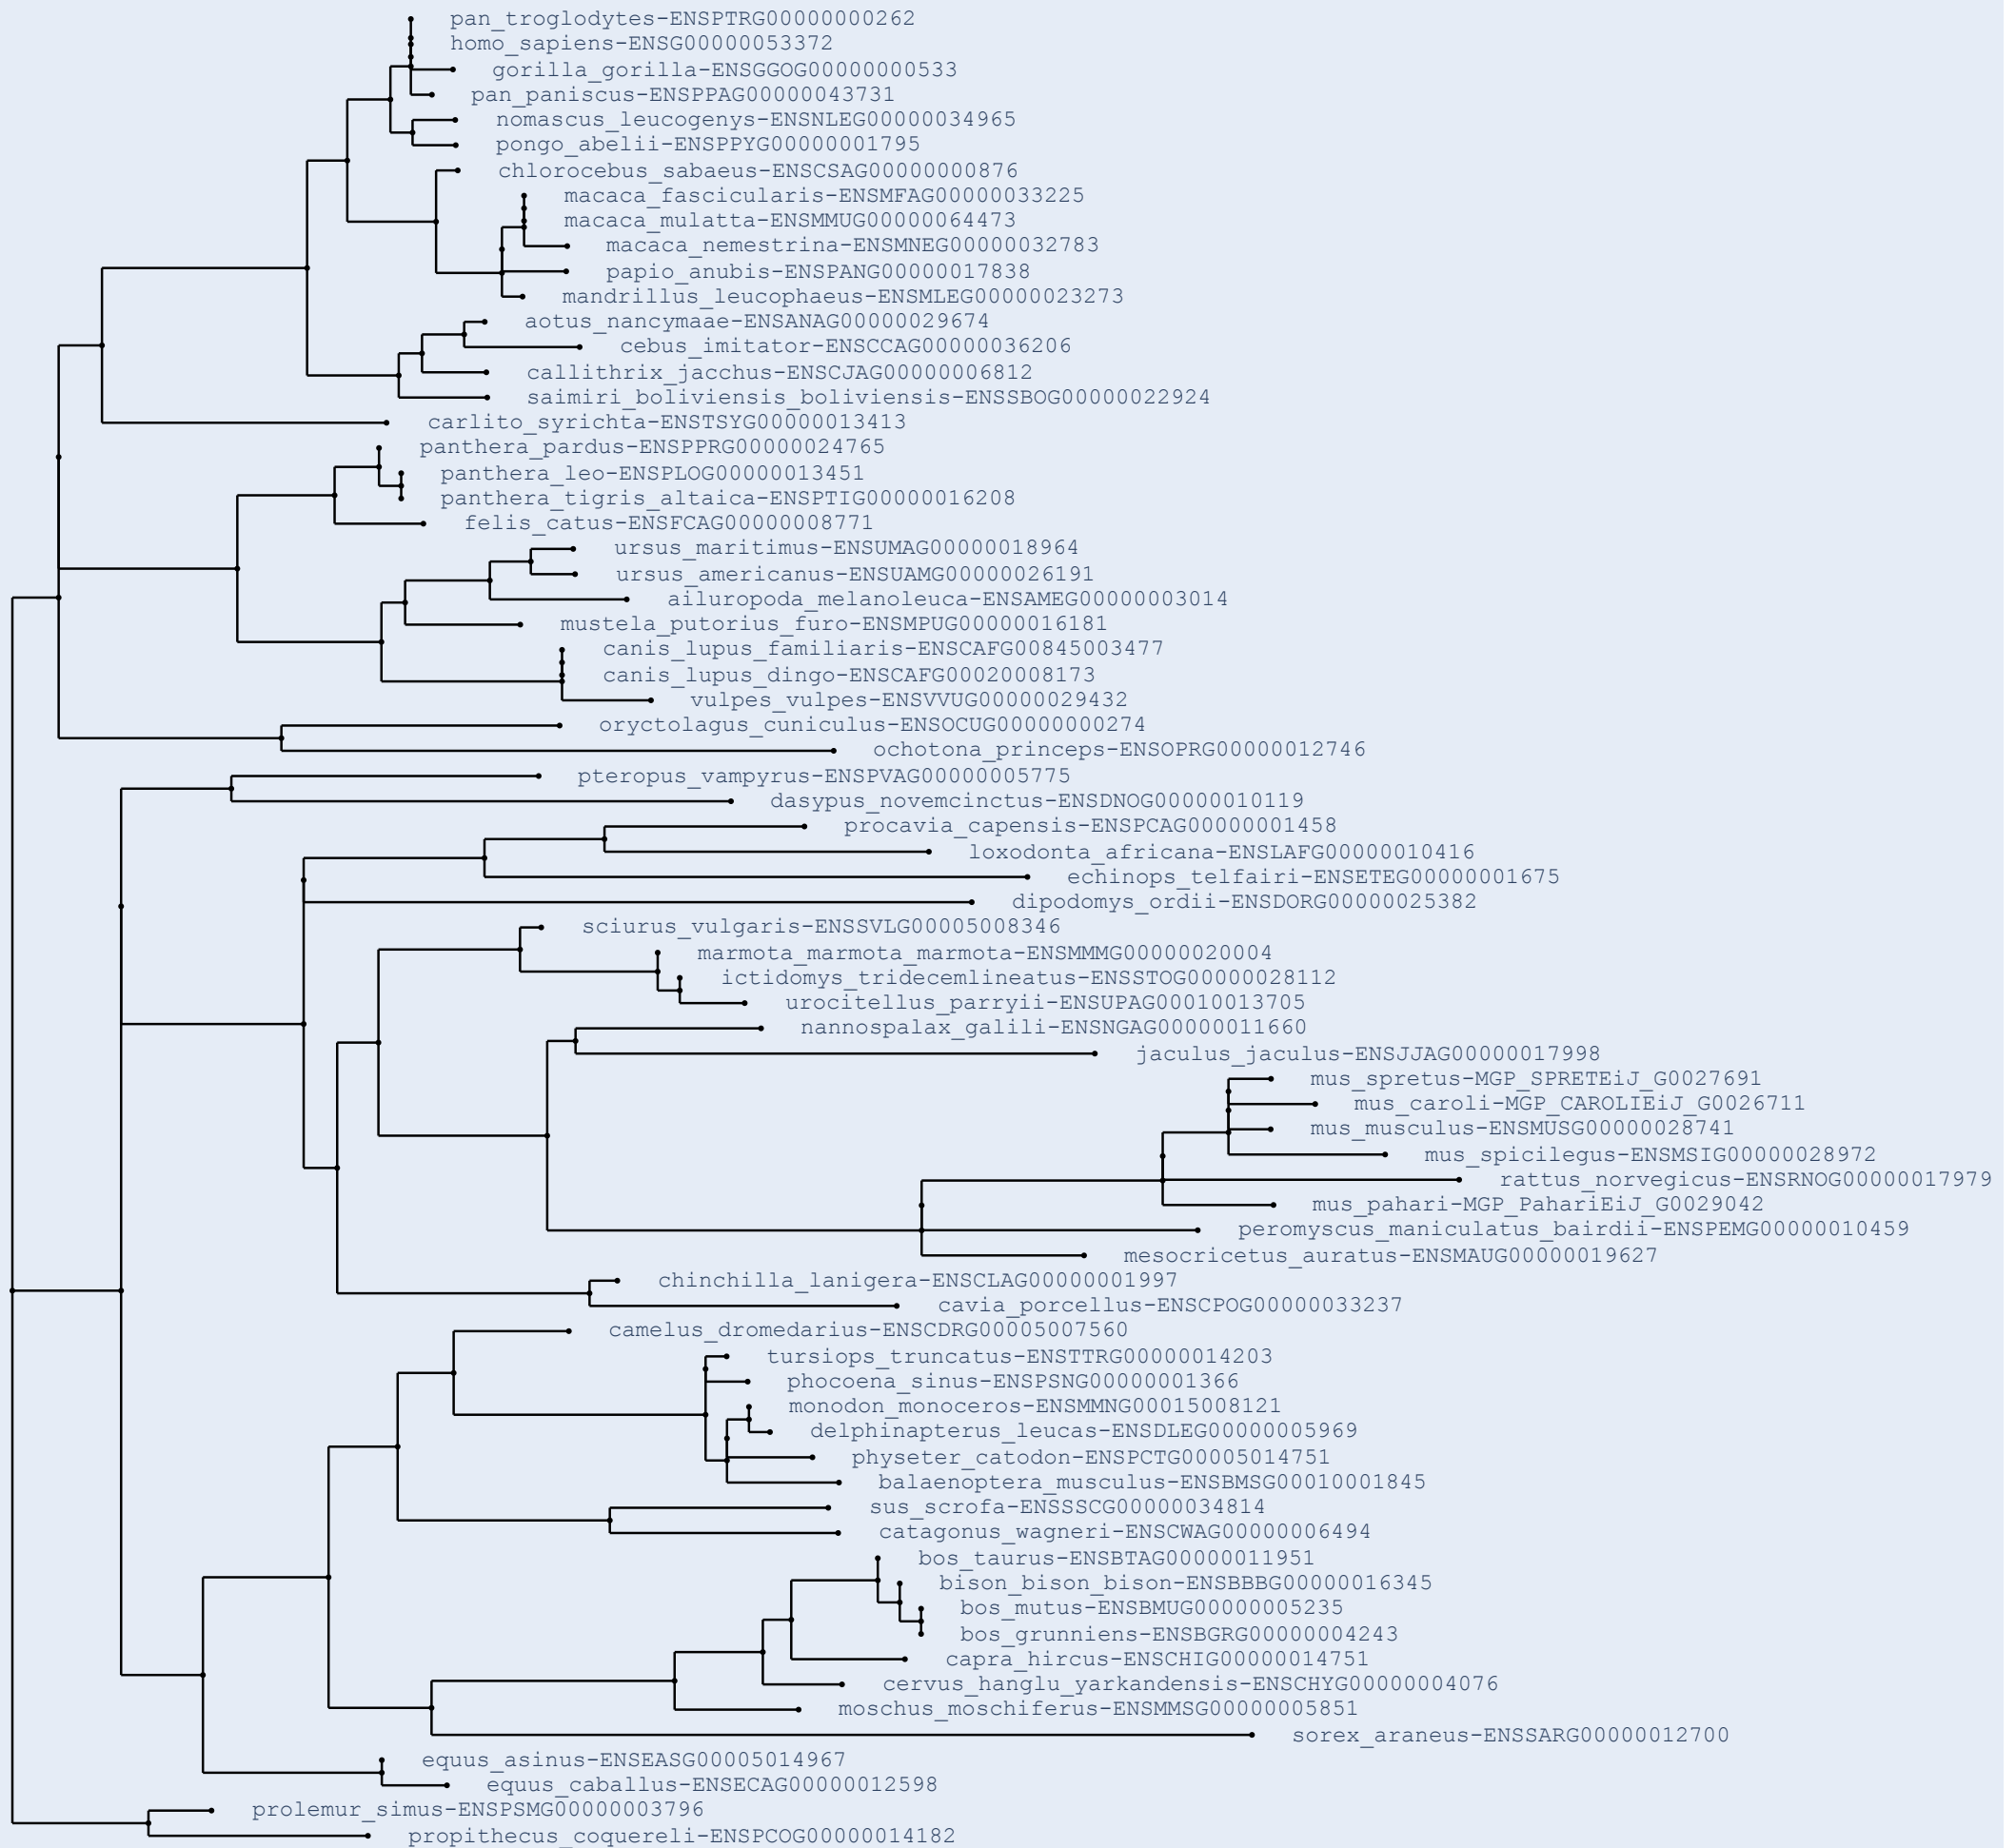 pan_troglodytes-ENSPTRG00000000262
homo_sapiens-ENSG00000053372
gorilla_gorilla-ENSGGOG00000000533
pan_paniscus-ENSPPAG00000043731
nomascus_leucogenys-ENSNLEG00000034965
pongo_abelii-ENSPPYG00000001795
chlorocebus_sabaeus-ENSCSAG00000000876
macaca_fascicularis-ENSMFAG00000033225
macaca_mulatta-ENSMMUG00000064473
macaca_nemestrina-ENSMNEG00000032783
papio_anubis-ENSPANG00000017838
mandrillus_leucophaeus-ENSMLEG00000023273
aotus_nancymaae-ENSANAG00000029674
cebus_imitator-ENSCCAG00000036206
callithrix_jacchus-ENSCJAG00000006812
saimiri_boliviensis_boliviensis-ENSSBOG00000022924
carlito_syrichta-ENSTSYG00000013413
panthera_pardus-ENSPPRG00000024765
panthera_leo-ENSPLOG00000013451
panthera_tigris_altaica-ENSPTIG00000016208
felis_catus-ENSFCAG00000008771
ursus_maritimus-ENSUMAG00000018964
ursus_americanus-ENSUAMG00000026191
ailuropoda_melanoleuca-ENSAMEG00000003014
mustela_putorius_furo-ENSMPUG00000016181
canis_lupus_familiaris-ENSCAFG00845003477
canis_lupus_dingo-ENSCAFG00020008173
vulpes_vulpes-ENSVVUG00000029432
oryctolagus_cuniculus-ENSOCUG00000000274
ochotona_princeps-ENSOPRG00000012746
pteropus_vampyrus-ENSPVAG00000005775
dasypus_novemcinctus-ENSDNOG00000010119
procavia_capensis-ENSPCAG00000001458
loxodonta_africana-ENSLAFG00000010416
echinops_telfairi-ENSETEG00000001675
dipodomys_ordii-ENSDORG00000025382
sciurus_vulgaris-ENSSVLG00005008346
marmota_marmota_marmota-ENSMMMG00000020004
ictidomys_tridecemlineatus-ENSSTOG00000028112
urocitellus_parryii-ENSUPAG00010013705
nannospalax_galili-ENSNGAG00000011660
jaculus_jaculus-ENSJJAG00000017998
mus_spretus-MGP_SPRETEiJ_G0027691
mus_caroli-MGP_CAROLIEiJ_G0026711
mus_musculus-ENSMUSG00000028741
mus_spicilegus-ENSMSIG00000028972
rattus_norvegicus-ENSRNOG00000017979
mus_pahari-MGP_PahariEiJ_G0029042
peromyscus_maniculatus_bairdii-ENSPEMG00000010459
mesocricetus_auratus-ENSMAUG00000019627
chinchilla_lanigera-ENSCLAG00000001997
cavia_porcellus-ENSCPOG00000033237
camelus_dromedarius-ENSCDRG00005007560
tursiops_truncatus-ENSTTRG00000014203
phocoena_sinus-ENSPSNG00000001366
monodon_monoceros-ENSMMNG00015008121
delphinapterus_leucas-ENSDLEG00000005969
physeter_catodon-ENSPCTG00005014751
balaenoptera_musculus-ENSBMSG00010001845
sus_scrofa-ENSSSCG00000034814
catagonus_wagneri-ENSCWAG00000006494
bos_taurus-ENSBTAG00000011951
bison_bison_bison-ENSBBBG00000016345
bos_mutus-ENSBMUG00000005235
bos_grunniens-ENSBGRG00000004243
capra_hircus-ENSCHIG00000014751
cervus_hanglu_yarkandensis-ENSCHYG00000004076
moschus_moschiferus-ENSMMSG00000005851
sorex_araneus-ENSSARG00000012700
equus_asinus-ENSEASG00005014967
equus_caballus-ENSECAG00000012598
prolemur_simus-ENSPSMG00000003796
propithecus_coquereli-ENSPCOG00000014182